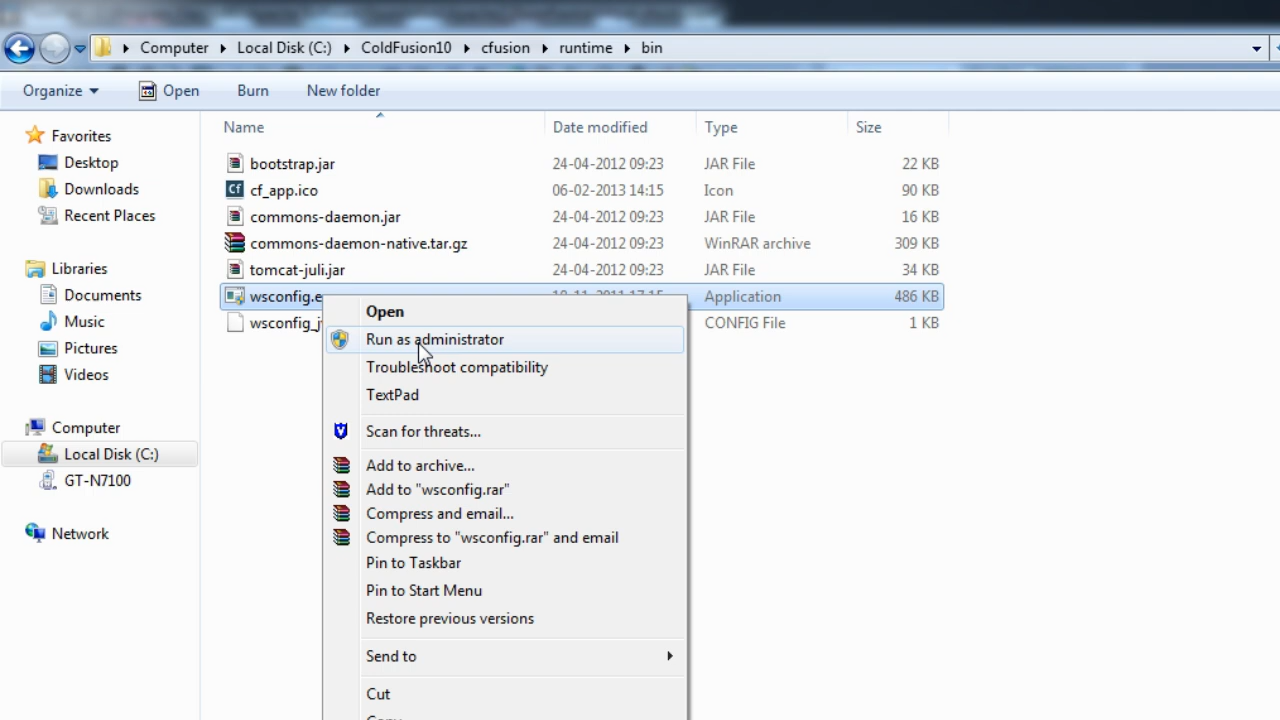 Computer Local Disk (C:) ColdFusion10 cfusion runtime bin
Organize Open Burn New folder
Name Date modified Type Size
Favorites
Desktop
Downloads
Recent Places
Libraries
Documents
Music
Pictures
Videos
Computer
Local Disk (C:)
GT-N7100
Network
bootstrap.jar 24-04-2012 09:23 JAR File 22 KB
Cf cf_app.ico 06-02-2013 14:15 Icon 90 KB
commons-daemon.jar 24-04-2012 09:23 JAR File 16 KB
commons-daemon-native.tar.gz 24-04-2012 09:23 WinRAR archive 309 KB
tomcat-juli.jar 24-04-2012 09:23 JAR File 34 KB
wsconfig.e Application 486 KB
wsconfig_j CONFIG File 1 KB
Open
Run as administrator
Troubleshoot compatibility
TextPad
Scan for threats...
Add to archive...
Add to "wsconfig.rar"
Compress and email...
Compress to "wsconfig.rar" and email
Pin to Taskbar
Pin to Start Menu
Restore previous versions
Send to
Cut